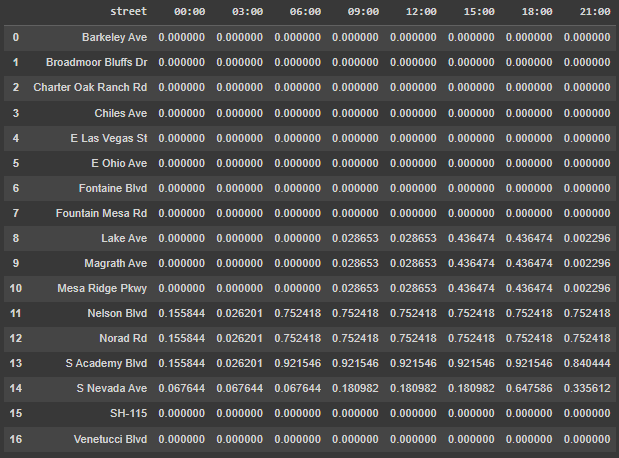 street 00:00 03:00 06:00 09:00 12:00 15:00 18:00 21:00
0 Barkeley Ave 0.000000 0.000000 0.000000 0.000000 0.000000 0.000000 0.000000 0.000000
1 Broadmoor Bluffs Dr 0.000000 0.000000 0.000000 0.000000 0.000000 0.000000 0.000000 0.000000
2 Charter Oak Ranch Rd 0.000000 0.000000 0.000000 0.000000 0.000000 0.000000 0.000000 0.000000
3 Chiles Ave 0.000000 0.000000 0.000000 0.000000 0.000000 0.000000 0.000000 0.000000
4 E Las Vegas St 0.000000 0.000000 0.000000 0.000000 0.000000 0.000000 0.000000 0.000000
5 E Ohio Ave 0.000000 0.000000 0.000000 0.000000 0.000000 0.000000 0.000000 0.000000
6 Fontaine Blvd 0.000000 0.000000 0.000000 0.000000 0.000000 0.000000 0.000000 0.000000
7 Fountain Mesa Rd 0.000000 0.000000 0.000000 0.000000 0.000000 0.000000 0.000000 0.000000
8 Lake Ave 0.000000 0.000000 0.000000 0.028653 0.028653 0.436474 0.436474 0.002296
9 Magrath Ave 0.000000 0.000000 0.000000 0.028653 0.028653 0.436474 0.436474 0.002296
10 Mesa Ridge Pkwy 0.000000 0.000000 0.000000 0.028653 0.028653 0.436474 0.436474 0.002296
11 Nelson Blvd 0.155844 0.026201 0.752418 0.752418 0.752418 0.752418 0.752418 0.752418
12 Norad Rd 0.155844 0.026201 0.752418 0.752418 0.752418 0.752418 0.752418 0.752418
13 S Academy Blvd 0.155844 0.026201 0.921546 0.921546 0.921546 0.921546 0.921546 0.840444
14 S Nevada Ave 0.067644 0.067644 0.067644 0.180982 0.180982 0.180982 0.647586 0.335612
15 SH-115 0.000000 0.000000 0.000000 0.000000 0.000000 0.000000 0.000000 0.000000
16 Venetucci Blvd 0.000000 0.000000 0.000000 0.000000 0.000000 0.000000 0.000000 0.000000